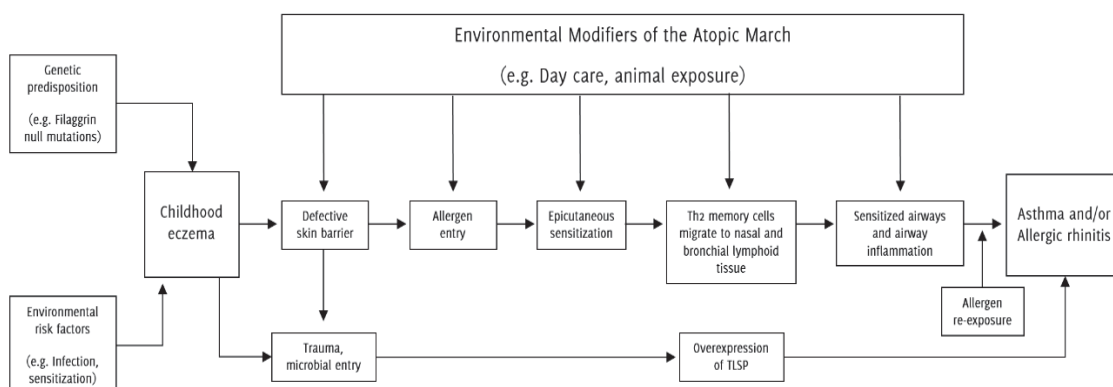 Environmental Modifiers of the Atopic March
(e.g. Day care, animal exposure)
Genetic
predisposition
(e.g. Filaggrin
null mutations)
Childhood
eczema
Defective
skin barrier
Allergen
entry
Epicutaneous
sensitization
Th2 memory cells
migrate to nasal and
bronchial lymphoid
tissue
Sensitized airways
and airway
inflammation
Asthma and/or
Allergic rhinitis
Allergen
re-exposure
Environmental
risk factors
(e.g. Infection,
sensitization)
Trauma,
microbial entry
Overexpression
of TLSP